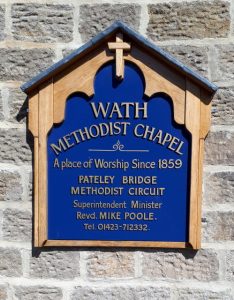 WATH
METHODIST CHAPEL
A place of Worship Since 1859
PATELEY BRIDGE
METHODIST CIRCUIT
Superintendent Minister
Revd. MIKE POOLE.
Tel. 01423-712332.